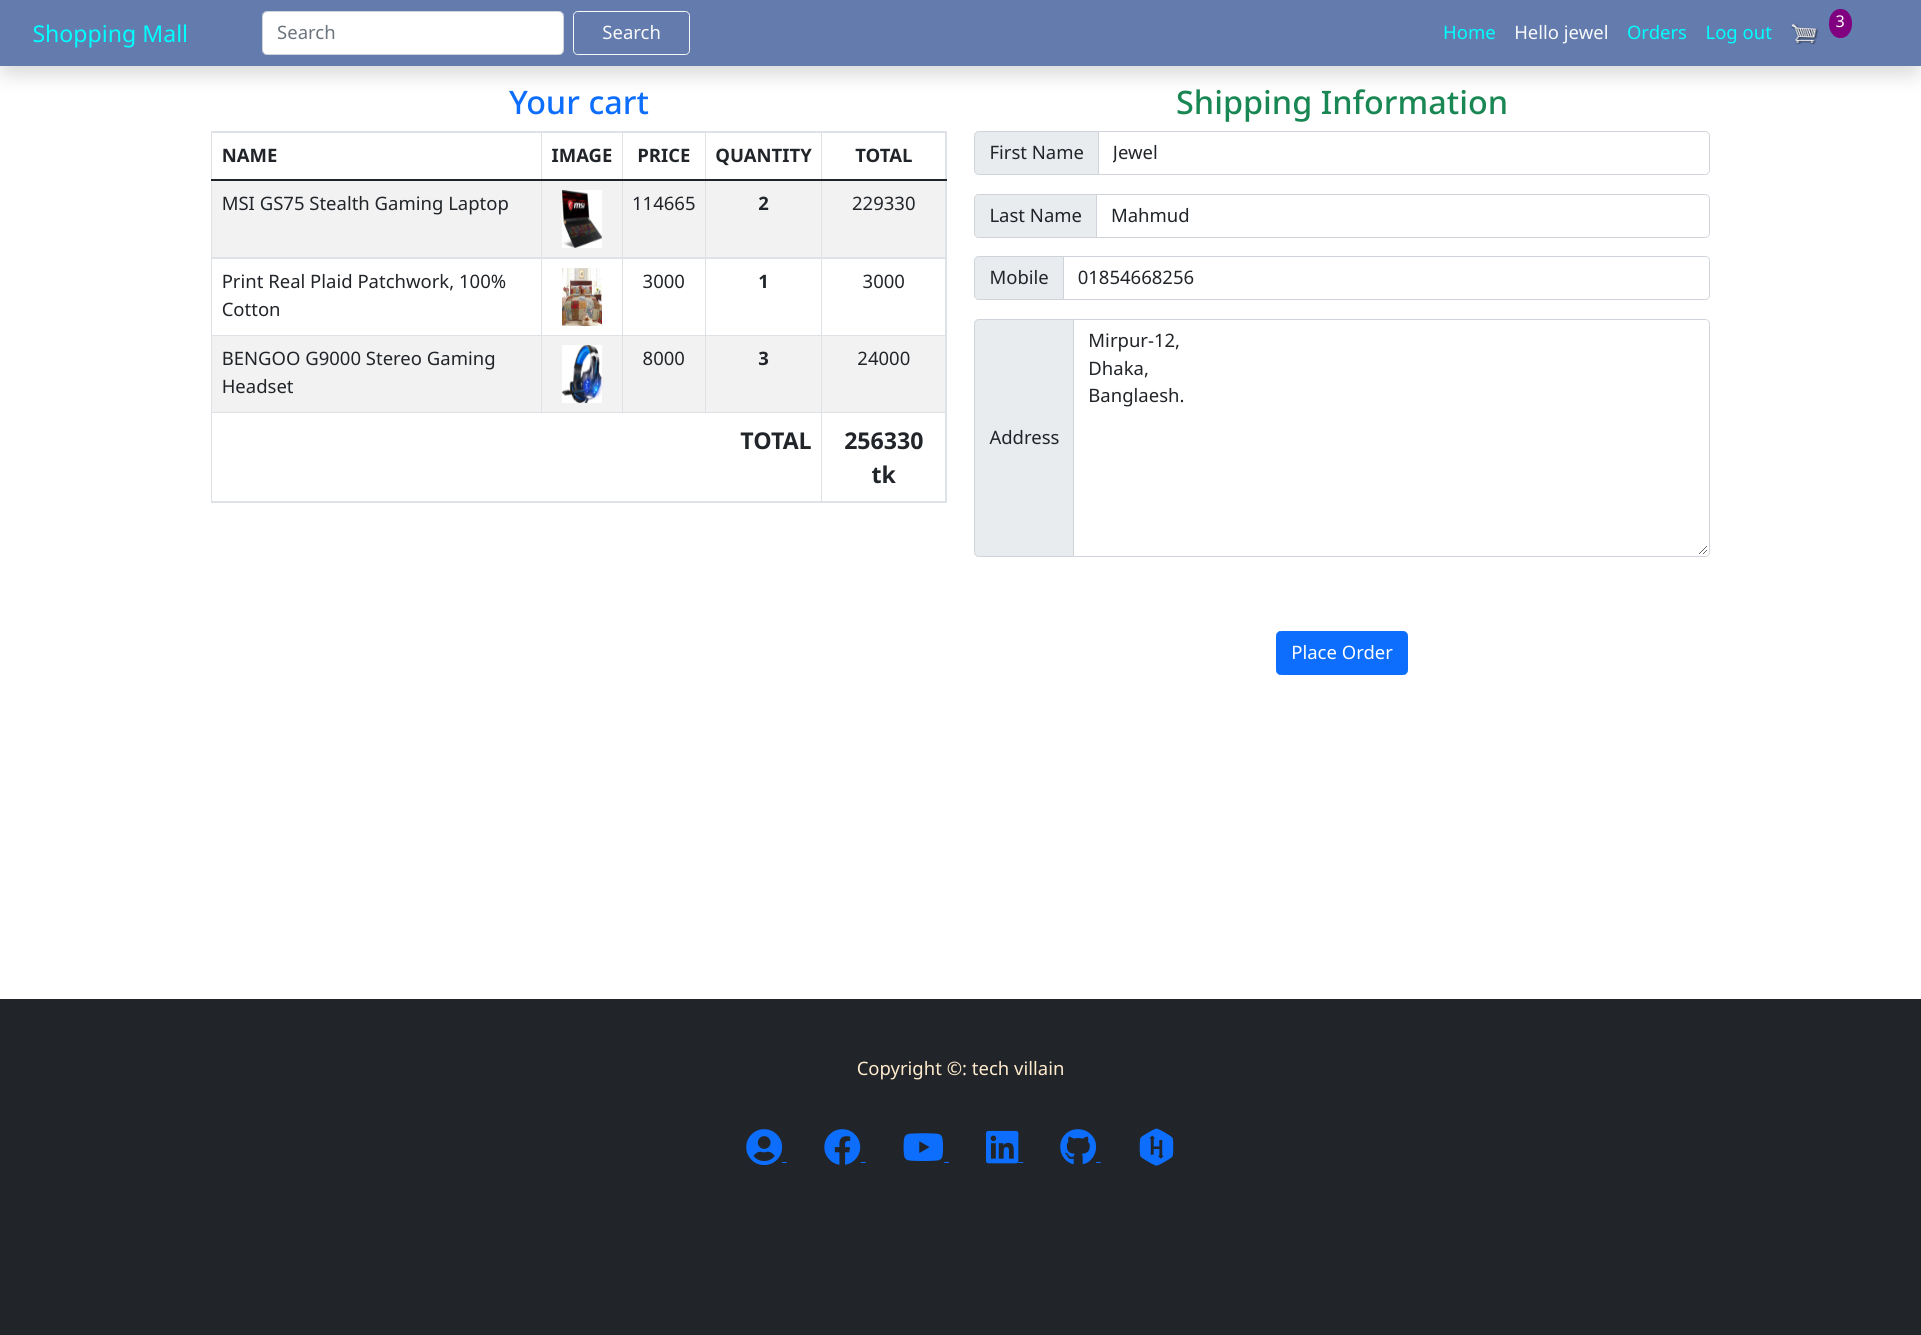 Shopping Mall
Search
Search
Home
Hello jewel
Orders
Log out
3
Your cart
NAME IMAGE PRICE QUANTITY TOTAL
MSI GS75 Stealth Gaming Laptop
msi
114665 2 229330
Print Real Plaid Patchwork, 100%
Cotton
3000 1 3000
BENGOO G9000 Stereo Gaming
Headset
8000 3 24000
TOTAL
256330
tk
Shipping Information
First Name Jewel
Last Name Mahmud
Mobile 01854668256
Address
Mirpur-12,
Dhaka,
Banglaesh.
Place Order
Copyright ©: tech villain